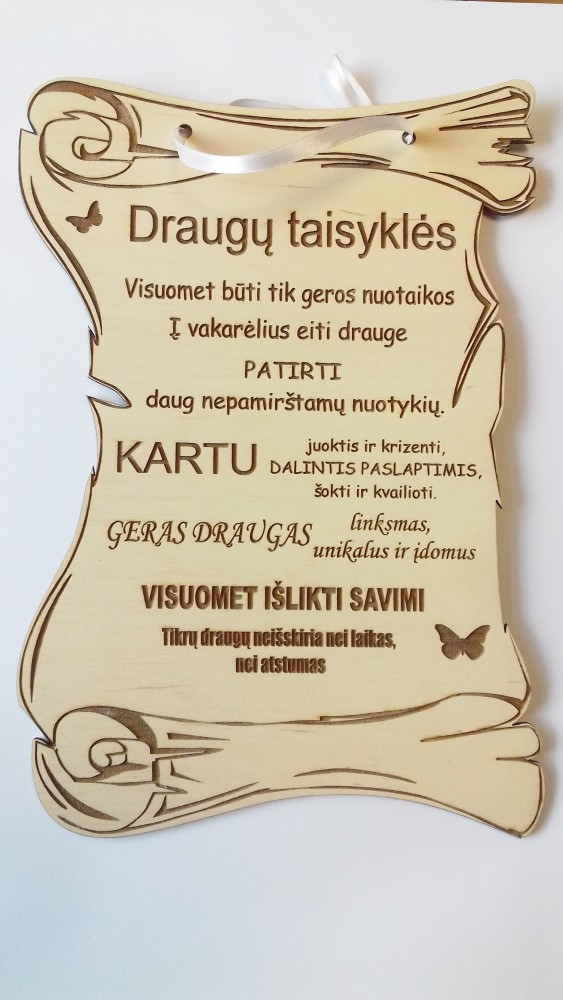 Draugų taisyklės
Visuomet būti tik geros nuotaikos
Į vakarėlius eiti drauge
PATIRTI
daug nepamirštamų nuotykių.
KARTU
juoktis ir krizenti,
DALINTIS PASLAPTIMIS,
šokti ir kvailioti.
GERAS DRAUGAS
linksmas,
unikalus ir įdomus
VISUOMET IŠLIKTI SAVIMI
Tikrų draugų neišskiria nei laikas,
nei atstumas